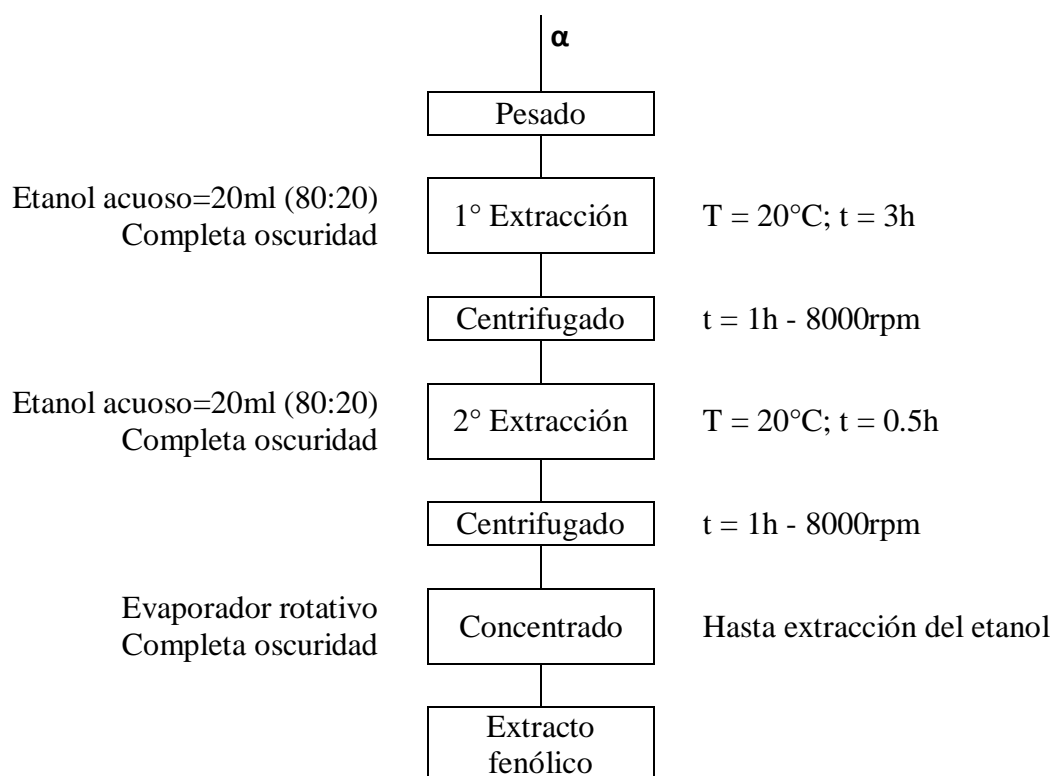 α
Pesado
Etanol acuoso=20ml (80:20)
Completa oscuridad
1° Extracción
T = 20°C; t = 3h
Centrifugado
t = 1h - 8000rpm
Etanol acuoso=20ml (80:20)
Completa oscuridad
2° Extracción
T = 20°C; t = 0.5h
Centrifugado
t = 1h - 8000rpm
Evaporador rotativo
Completa oscuridad
Concentrado
Hasta extracción del etanol
Extracto
fenólico